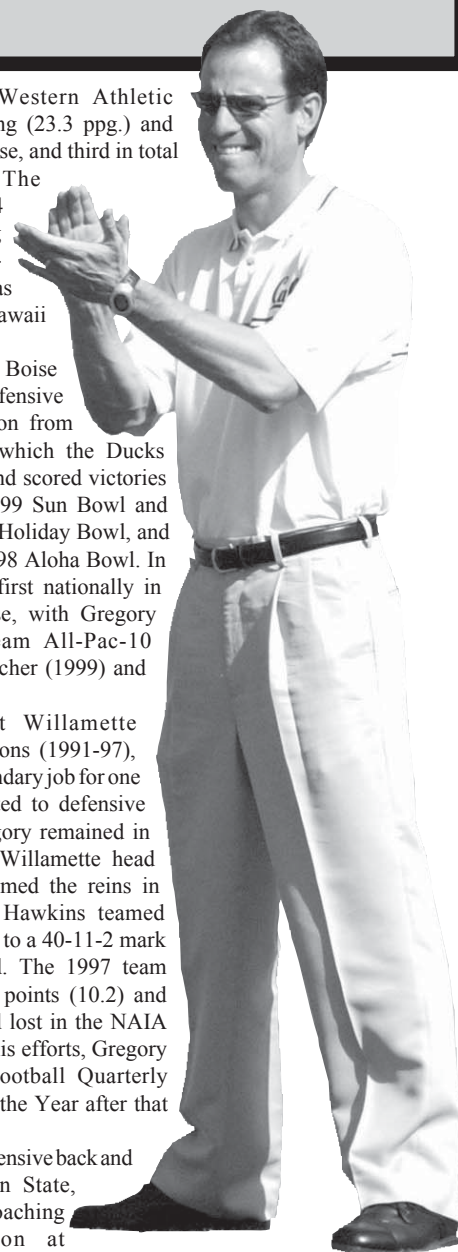 Western Athletic
ng (23.3 ppg.) and
se, and third in total
The
4
as
awaii
Boise
fensive
on from
which the Ducks
nd scored victories
99 Sun Bowl and
Holiday Bowl, and
98 Aloha Bowl. In
first nationally in
se, with Gregory
eam All-Pac-10
cher (1999) and
t Willamette
ons (1991-97),
ndary job for one
ted to defensive
gory remained in
Willamette head
med the reins in
Hawkins teamed
to a 40-11-2 mark
l. The 1997 team
points (10.2) and
l lost in the NAIA
is efforts, Gregory
ootball Quarterly
the Year after that
ensive back and
n State,
oaching
on at
Cal